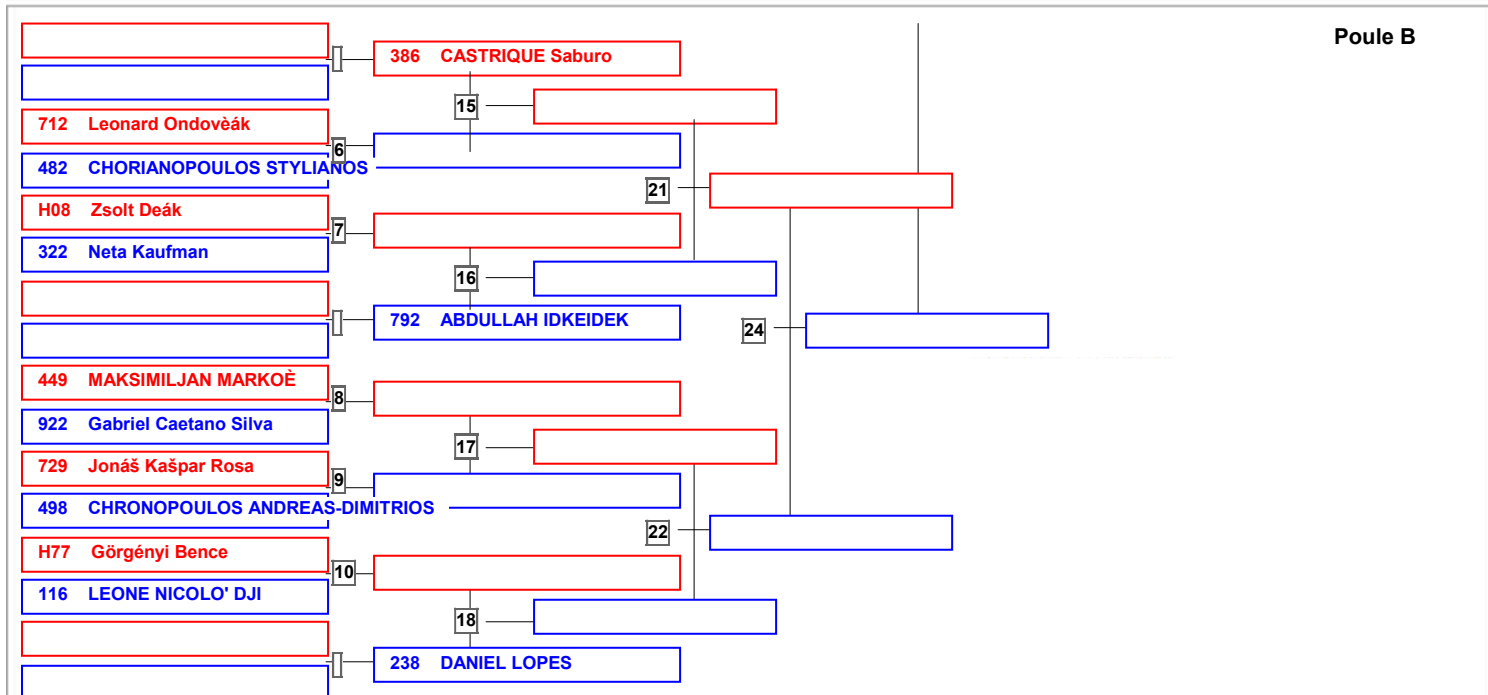 Poule B
386 CASTRIQUE Saburo
15
712 Leonard Ondovèák
6
482 CHORIANOPOULOS STYLIANOS
21
H08 Zsolt Deák
7
322 Neta Kaufman
16
792 ABDULLAH IDKEIDEK
24
449 MAKSIMILJAN MARKOÈ
8
922 Gabriel Caetano Silva
17
729 Jonáš Kašpar Rosa
9
498 CHRONOPOULOS ANDREAS-DIMITRIOS
22
H77 Görgényi Bence
10
116 LEONE NICOLO' DJI
18
238 DANIEL LOPES